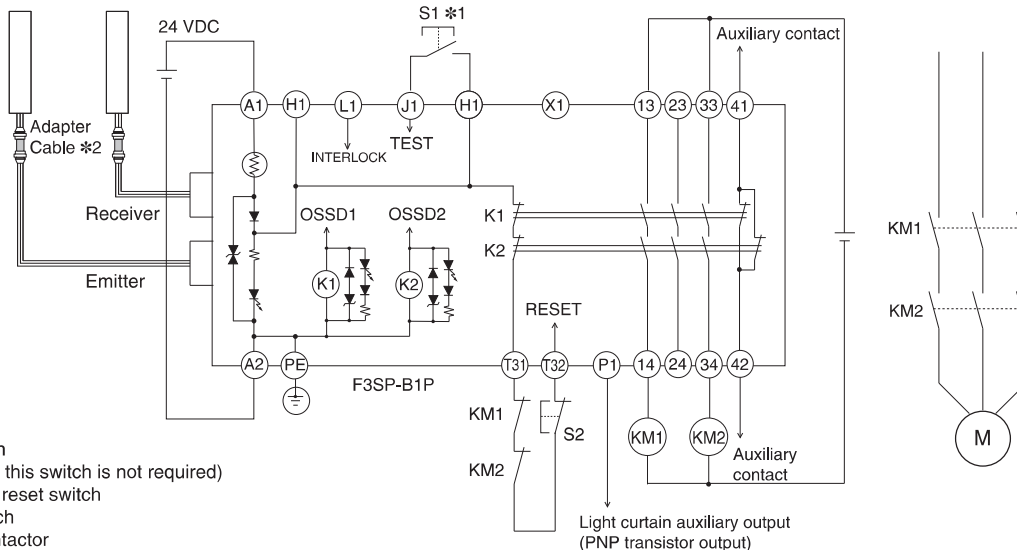 S1 ✱1
24 VDC
Auxiliary contact
A1
H1
L1
J1
H1
X1
13
23
33
41
Adapter
Cable ✱2
INTERLOCK
TEST
Receiver
OSSD1
OSSD2
K1
K2
KM1
Emitter
K1
K2
RESET
KM2
A2
PE
T31
T32
P1
14
24
34
42
F3SP-B1P
KM1
S2
KM1
KM2
M
KM2
Auxiliary
contact
this switch is not required)
reset switch
Light curtain auxiliary output
(PNP transistor output)